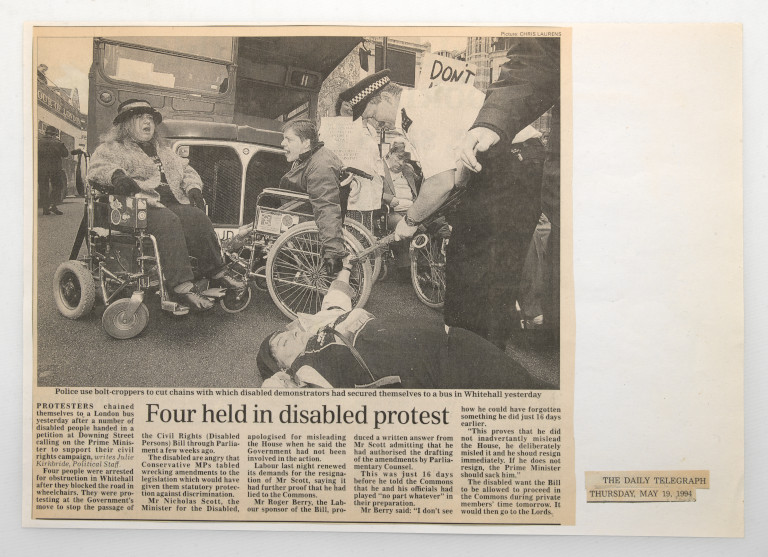 Picture: CHRIS LAURENS
DON'T
11
Police use bolt-croppers to cut chains with which disabled demonstrators had secured themselves to a bus in Whitehall yesterday
Four held in disabled protest
PROTESTERS chained
themselves to a London bus
yesterday after a number of
disabled people handed in a
petition at Downing Street
calling on the Prime Minis-
ter to support their civil
rights campaign, writes Julie
Kirkbride, Political Staff.
Four people were arrested
for obstruction in Whitehall
after they blocked the road in
wheelchairs. They were pro-
testing at the Government's
move to stop the passage of
the Civil Rights (Disabled
Persons) Bill through Parlia-
ment a few weeks ago.
The disabled are angry that
Conservative MPs tabled
wrecking amendments to the
legislation which would have
given them statutory protec-
tion against discrimination.
Mr Nicholas Scott, the
Minister for the Disabled,
apologised for misleading
the House when he said the
Government had not been
involved in the action.
Labour last night renewed
its demands for the resigna-
tion of Mr Scott, saying it
had further proof that he had
lied to the Commons.
Mr Roger Berry, the Lab-
our sponsor of the Bill, pro-
duced a written answer from
Mr Scott admitting that he
had authorised the drafting
of the amendments by Parlia-
mentary Counsel.
This was just 16 days
before he told the Commons
that he and his officials had
played "no part whatever" in
their preparation.
Mr Berry said: "I don't see
how he could have forgotten
something he did just 16 days
earlier.
"This proves that he did
not inadvertantly mislead
the House, he deliberately
misled it and he shoud resign
immediately. If he does not
resign, the Prime Minister
should sack him."
The disabled want the Bill
to be allowed to proceed in
the Commons during private
members' time tomorrow. It
would then go to the Lords.
THE DAILY TELEGRAPH
THURSDAY, MAY 19, 1994